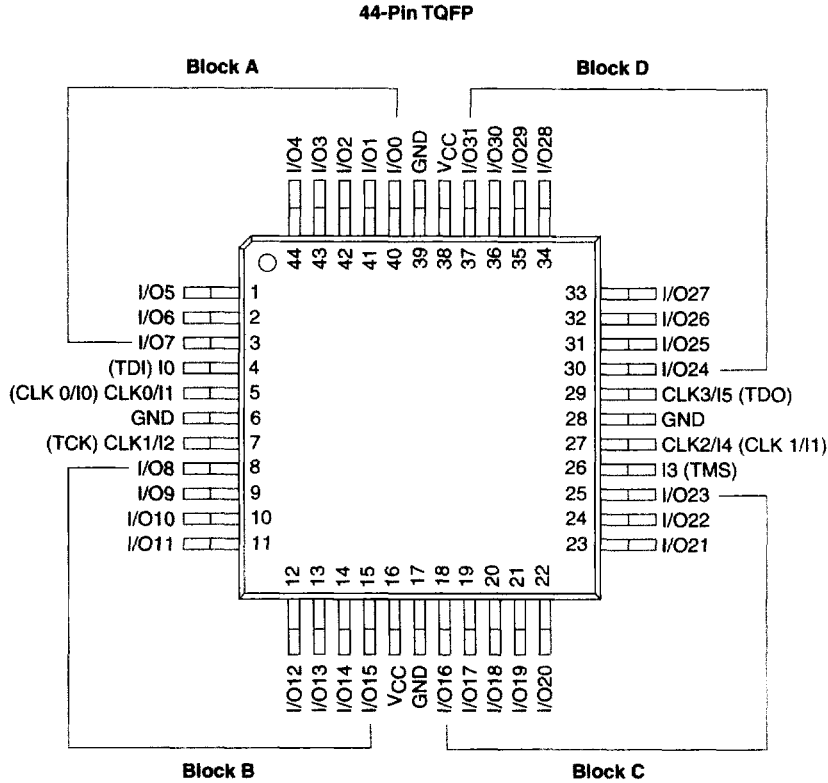 44-Pin TQFP
Block A
Block D
I/O4
I/O3
I/O2
I/O1
I/O0
GND
VCC
I/O31
I/O30
I/O29
I/O28
44
43
42
41
40
39
38
37
36
35
34
I/O5 1
I/O6 2
I/O7 3
(TDI) I0 4
(CLK 0/I0) CLK0/I1 5
GND 6
(TCK) CLK1/I2 7
I/O8 8
I/O9 9
I/O10 10
I/O11 11
33 I/O27
32 I/O26
31 I/O25
30 I/O24
29 CLK3/I5 (TDO)
28 GND
27 CLK2/I4 (CLK 1/I1)
26 I3 (TMS)
25 I/O23
24 I/O22
23 I/O21
12
13
14
15
16
17
18
19
20
21
22
I/O12
I/O13
I/O14
I/O15
VCC
GND
I/O16
I/O17
I/O18
I/O19
I/O20
Block B
Block C